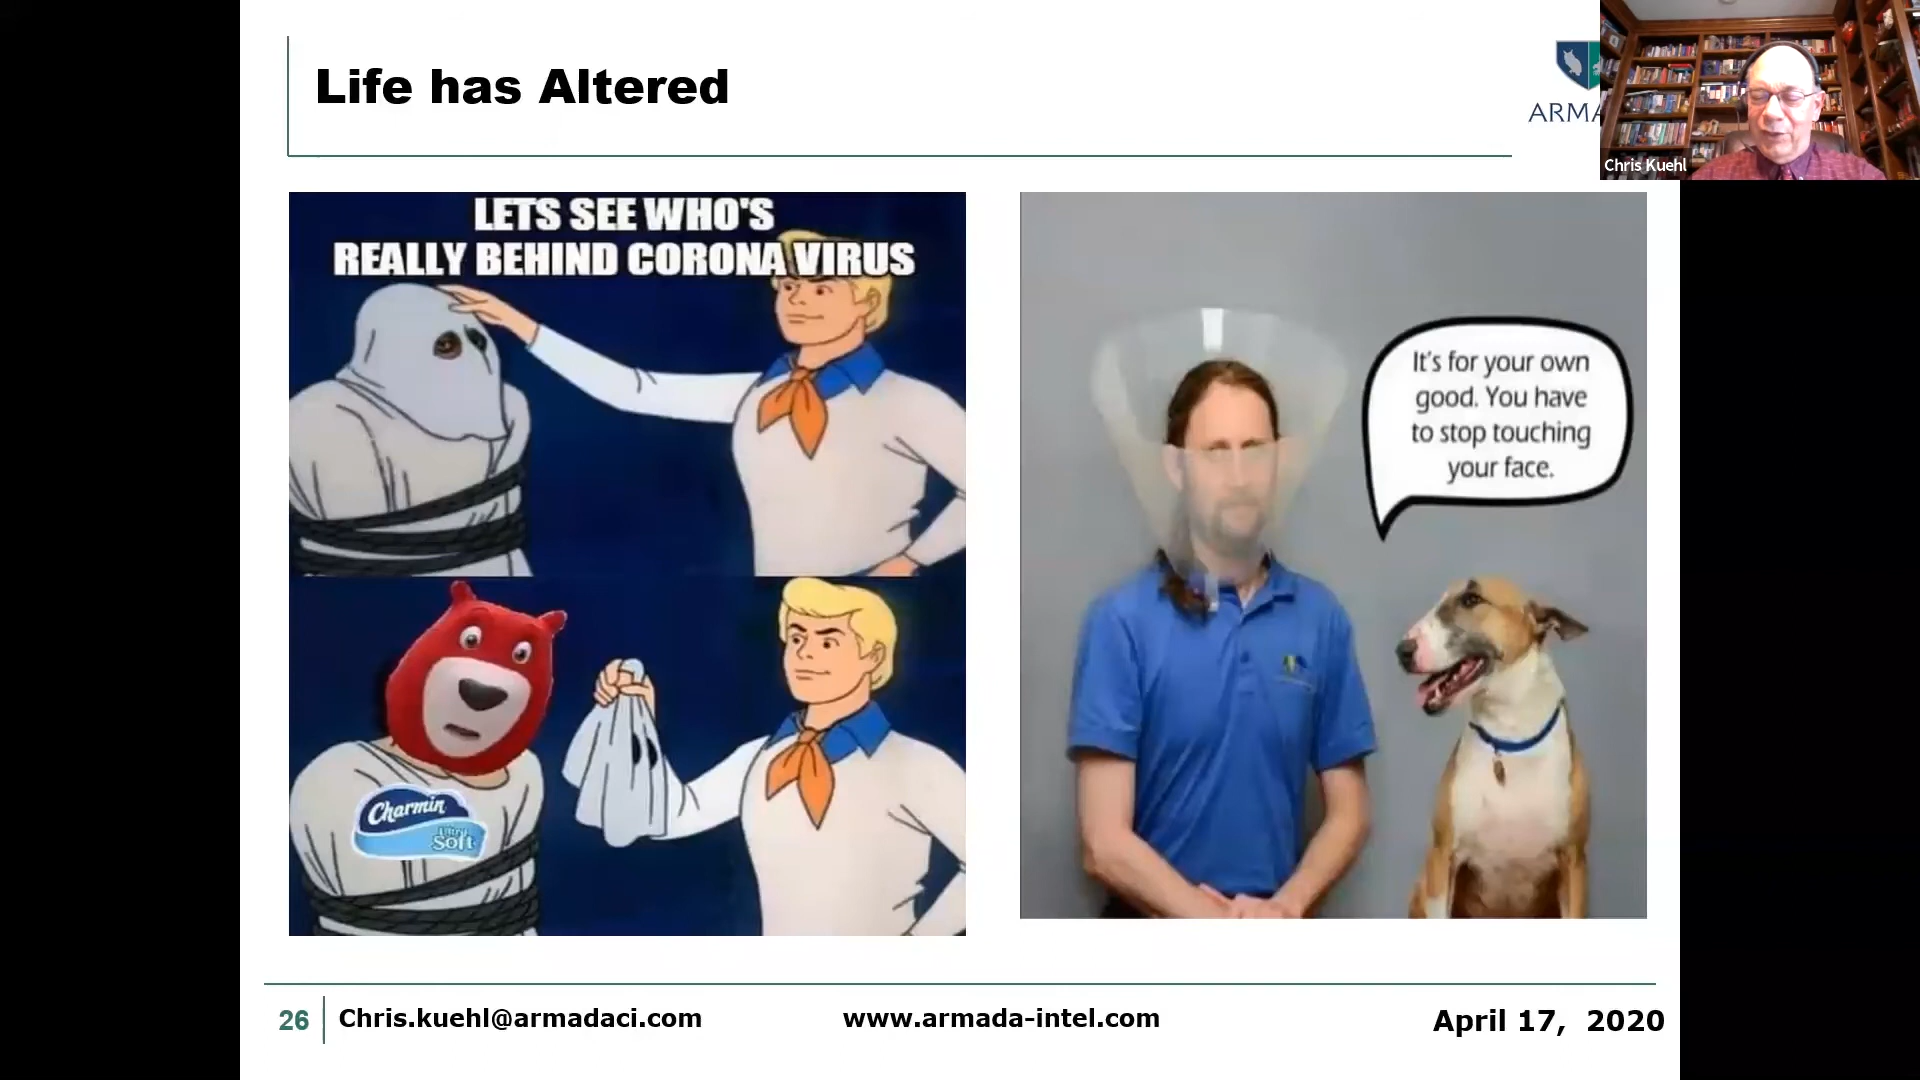 Life has Altered
ARMA
Chris Kuehl
LETS SEE WHO'S
REALLY BEHIND CORONA VIRUS
Charmin
Ultra
Soft
It's for your own
good. You have
to stop touching
your face.
26
Chris.kuehl@armadaci.com
www.armada-intel.com
April 17, 2020